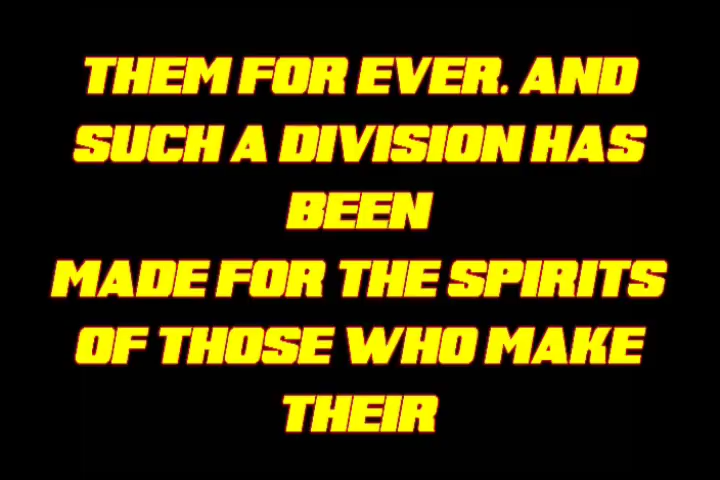 THEM FOR EVER. AND
SUCH A DIVISION HAS
BEEN
MADE FOR THE SPIRITS
OF THOSE WHO MAKE
THEIR